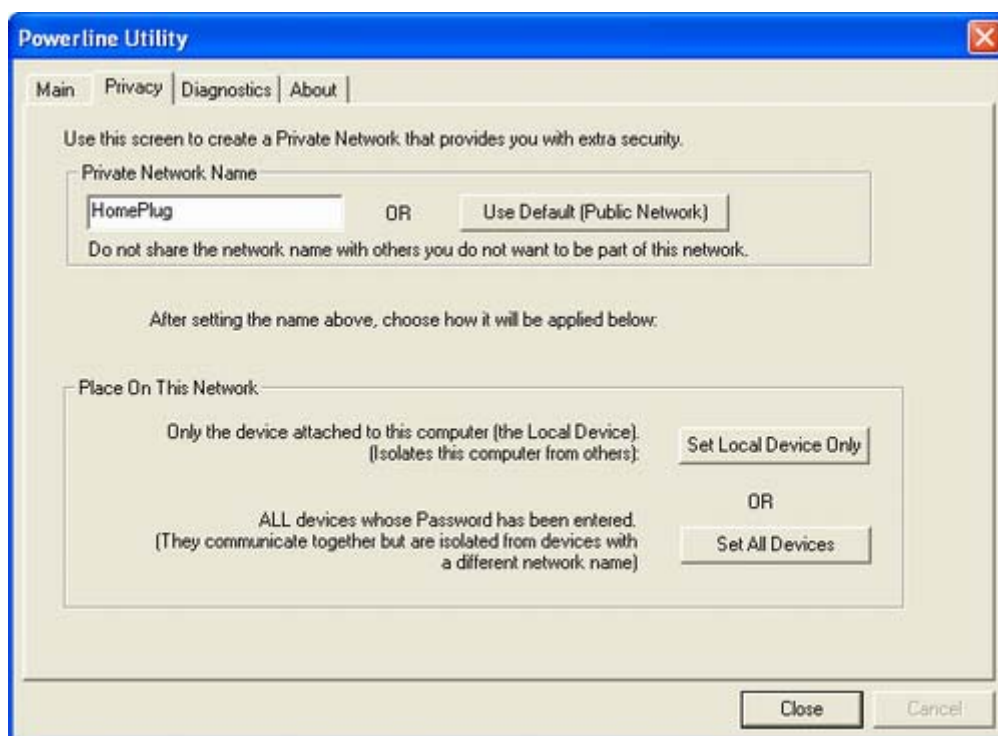 Powerline Utility
Main Privacy Diagnostics About
Use this screen to create a Private Network that provides you with extra security.
Private Network Name
HomePlug OR Use Default (Public Network)
Do not share the network name with others you do not want to be part of this network.
After setting the name above, choose how it will be applied below:
Place On This Network
Only the device attached to this computer (the Local Device).
(Isolates this computer from others):
Set Local Device Only
OR
ALL devices whose Password has been entered.
(They communicate together but are isolated from devices with
a different network name)
Set All Devices
Close Cancel